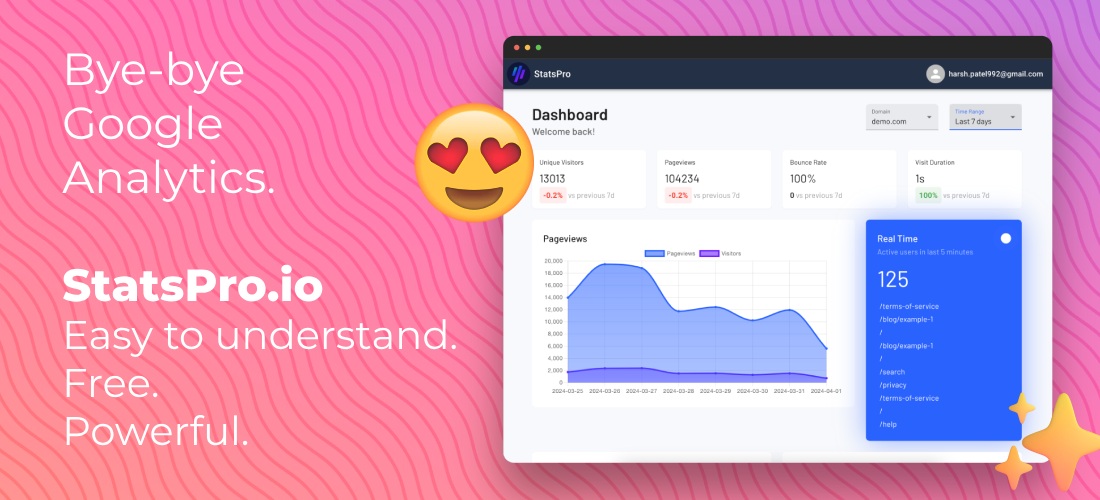 Bye-bye
Google
Analytics.
StatsPro.io
Easy to understand.
Free.
Powerful.
StatsPro
harsh.patel992@gmail.com
Dashboard
Welcome back!
Domain
demo.com
Time Range
Last 7 days
Unique Visitors
13013
-0.2% vs previous 7d
Pageviews
104234
-0.2% vs previous 7d
Bounce Rate
100%
0 vs previous 7d
Visit Duration
1s
100% vs previous 7d
Pageviews
Pageviews Visitors
20,000
18,000
16,000
14,000
12,000
10,000
8,000
6,000
4,000
2,000
0
2024-03-25 2024-03-26 2024-03-27 2024-03-28 2024-03-29 2024-03-30 2024-03-31 2024-04-01
Real Time
Active users in last 5 minutes
125
/terms-of-service
/blog/example-1
/
/blog/example-1
/
/search
/privacy
/terms-of-service
/
/help